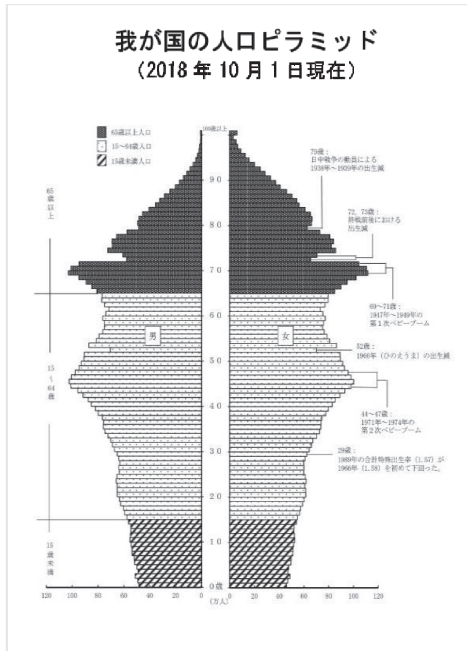 我が国の人口ピラミッド
(2018年10月1日現在)
65歳以上人口
15~64歳人口
15歳未満人口
100歳以上
79歳:
日中戦争の動員による
1938年~1939年の出生減
72, 73歳:
終戦前後における
出生減
69~71歳:
1947年~1949年の
第1次ベビーブーム
52歳:
1966年(ひのえうま)の出生減
44~47歳:
1971年~1974年の
第2次ベビーブーム
29歳:
1989年の合計特殊出生率(1.57)が
1966年(1.58)を初めて下回った。
65歳以上
15~64歳
15歳未満
男
女
90
80
70
60
50
40
30
20
10
0歳
120 80 40 0 (万人) 0 20 40 60 80 100 120